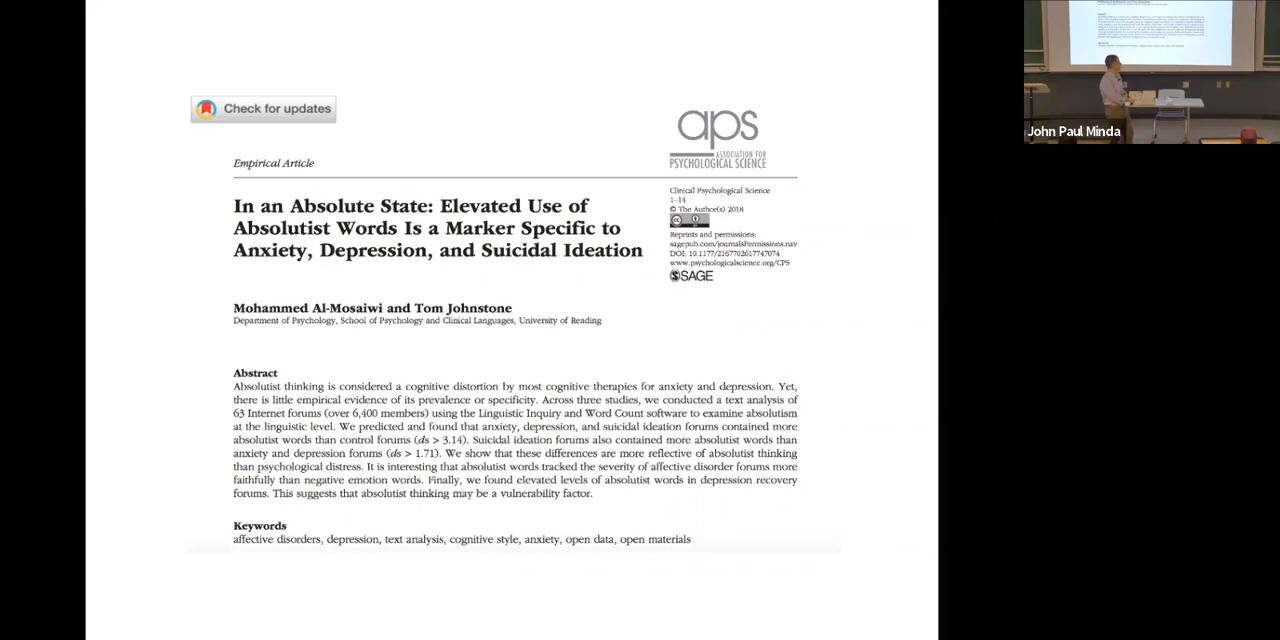 Check for updates
aps
ASSOCIATION FOR
PSYCHOLOGICAL SCIENCE
Empirical Article
In an Absolute State: Elevated Use of
Absolutist Words Is a Marker Specific to
Anxiety, Depression, and Suicidal Ideation
Clinical Psychological Science
1–14
© The Author(s) 2018
cc
Reprints and permissions:
sagepub.com/journalsPermissions.nav
DOI: 10.1177/2167702617747074
www.psychologicalscience.org/CPS
SAGE
Mohammed Al-Mosaiwi and Tom Johnstone
Department of Psychology, School of Psychology and Clinical Languages, University of Reading
Abstract
Absolutist thinking is considered a cognitive distortion by most cognitive therapies for anxiety and depression. Yet,
there is little empirical evidence of its prevalence or specificity. Across three studies, we conducted a text analysis of
63 Internet forums (over 6,400 members) using the Linguistic Inquiry and Word Count software to examine absolutism
at the linguistic level. We predicted and found that anxiety, depression, and suicidal ideation forums contained more
absolutist words than control forums (ds > 3.14). Suicidal ideation forums also contained more absolutist words than
anxiety and depression forums (ds > 1.71). We show that these differences are more reflective of absolutist thinking
than psychological distress. It is interesting that absolutist words tracked the severity of affective disorder forums more
faithfully than negative emotion words. Finally, we found elevated levels of absolutist words in depression recovery
forums. This suggests that absolutist thinking may be a vulnerability factor.
Keywords
affective disorders, depression, text analysis, cognitive style, anxiety, open data, open materials
John Paul Minda